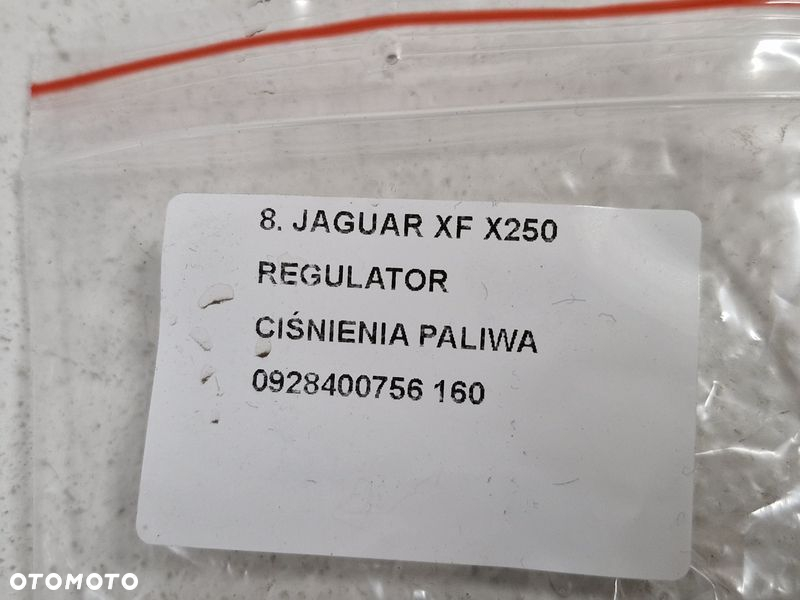 8. JAGUAR XF X250
REGULATOR
CIŚNIENIA PALIWA
0928400756 160
OTOMOTO